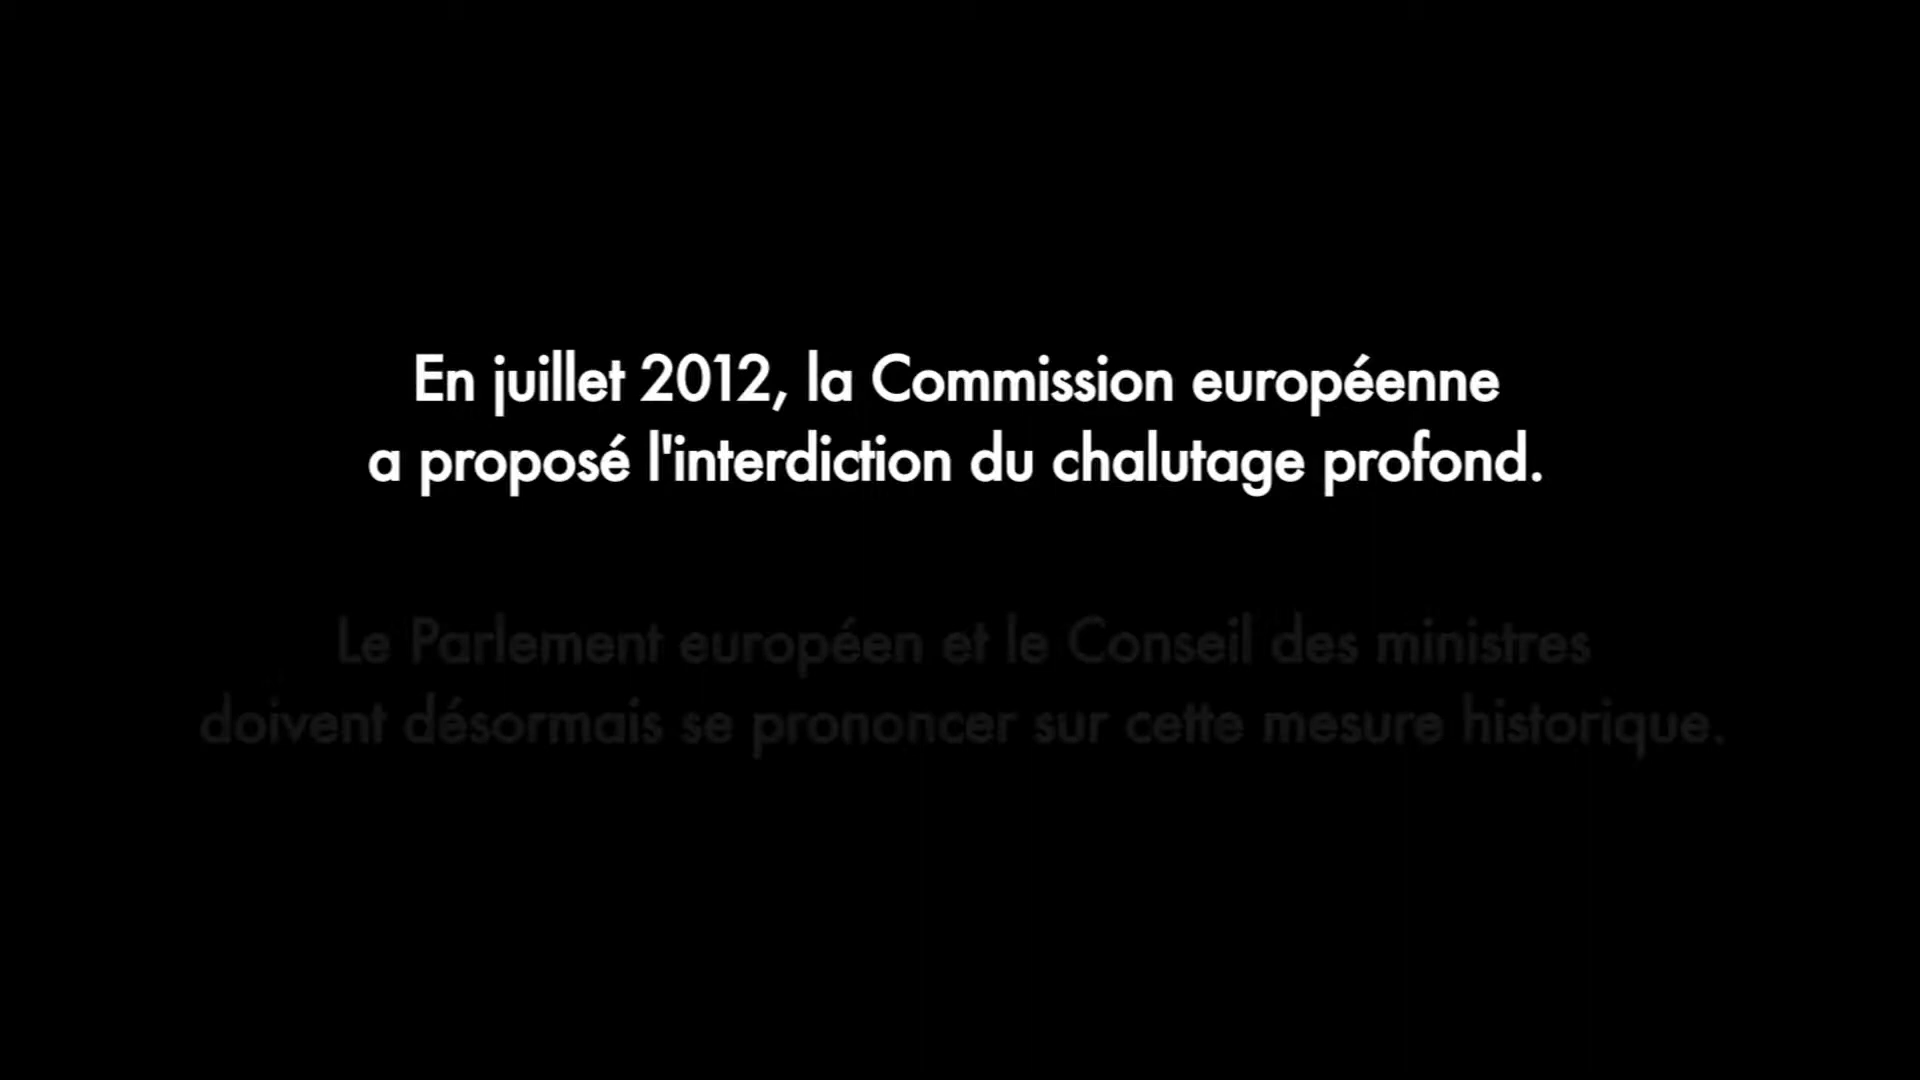 En juillet 2012, la Commission européenne
a proposé l'interdiction du chalutage profond.
Le Parlement européen et le Conseil des ministres
doivent désormais se prononcer sur cette mesure historique.